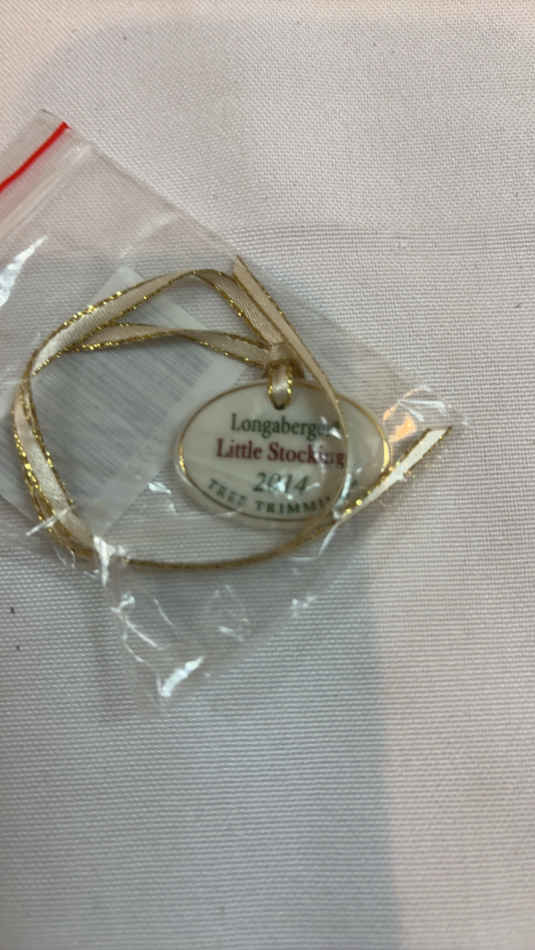 Longaberger
Little Stocking
2014
TREE TRIMMING